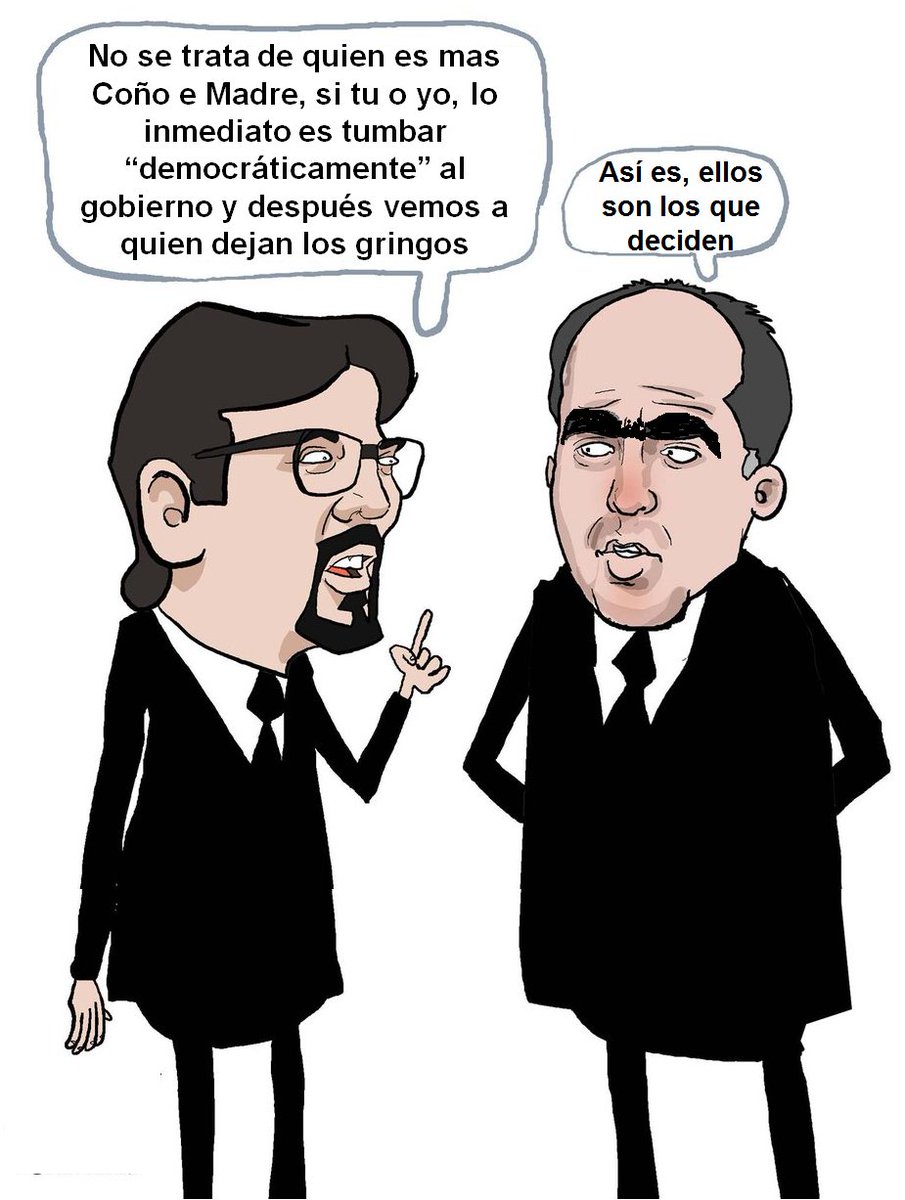 No se trata de quien es mas
Coño e Madre, si tu o yo, lo
inmediato es tumbar
“democráticamente” al
gobierno y después vemos a
quien dejan los gringos
Así es, ellos
son los que
deciden